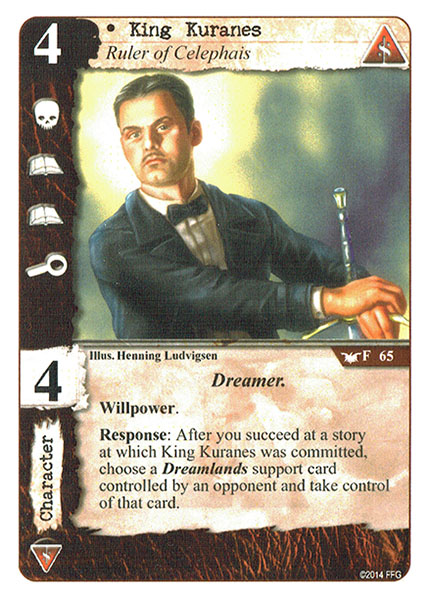 4
• King Kuranes
Ruler of Celephais
Illus. Henning Ludvigsen
F 65
4
Dreamer.
Willpower.
Response: After you succeed at a story
at which King Kuranes was committed,
choose a Dreamlands support card
controlled by an opponent and take control
of that card.
Character
©2014 FFG